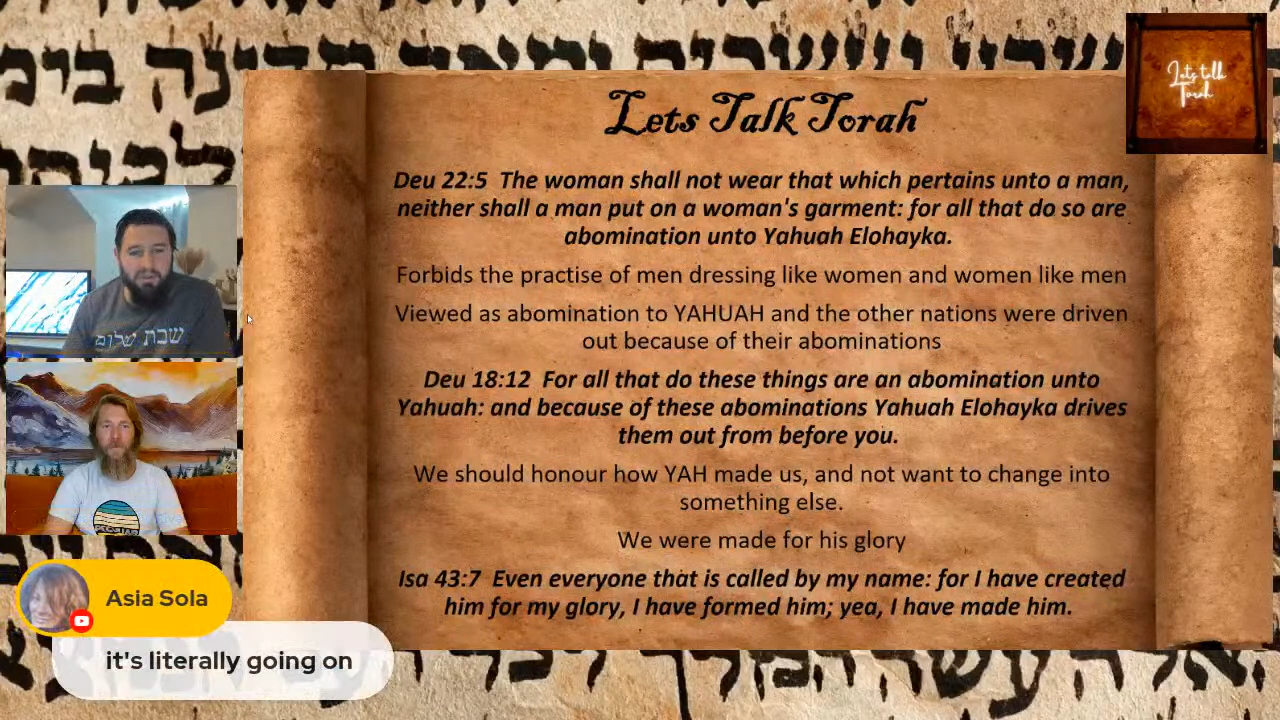 Lets Talk Torah
Lets talk
Torah
Deu 22:5 The woman shall not wear that which pertains unto a man,
neither shall a man put on a woman's garment: for all that do so are
abomination unto Yahuah Elohayka.
Forbids the practise of men dressing like women and women like men
Viewed as abomination to YAHUAH and the other nations were driven
out because of their abominations
Deu 18:12 For all that do these things are an abomination unto
Yahuah: and because of these abominations Yahuah Elohayka drives
them out from before you.
We should honour how YAH made us, and not want to change into
something else.
We were made for his glory
Isa 43:7 Even everyone that is called by my name: for I have created
him for my glory, I have formed him; yea, I have made him.
שבת שלום
Asia Sola
it's literally going on